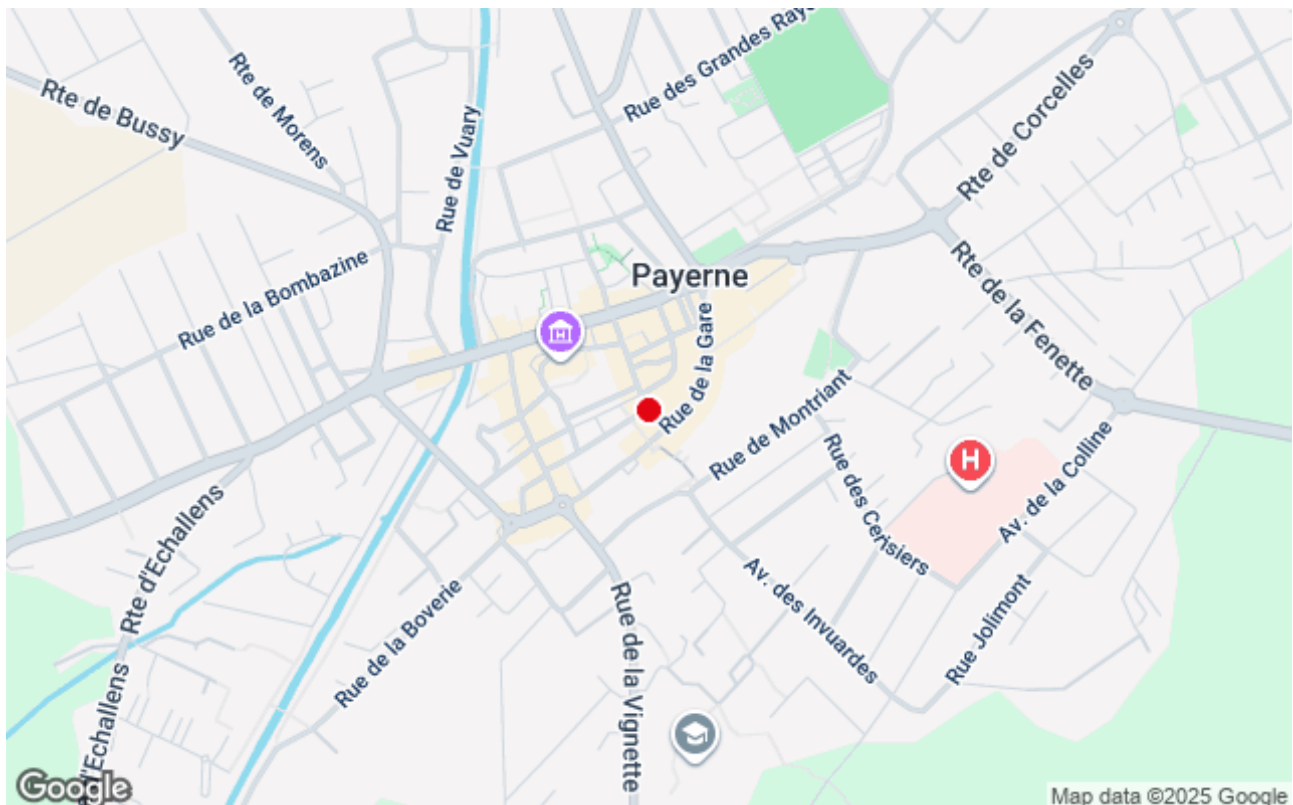 Rue des Grandes Ray
Rte de Morens
Rte de Bussy
Rue de Vuary
Rte de Corcelles
Payerne
Rue de la Bombazine
Rte de la Fenette
Rue de la Gare
Rue de Montriant
H
H
Rue des Cerisiers
Av. de la Colline
Rte d'Echallens
Av. des Invuardes
Rue Jolimont
Rue de la Boverie
Rue de la Vignette
d'Echallens
Google
Map data ©2025 Google